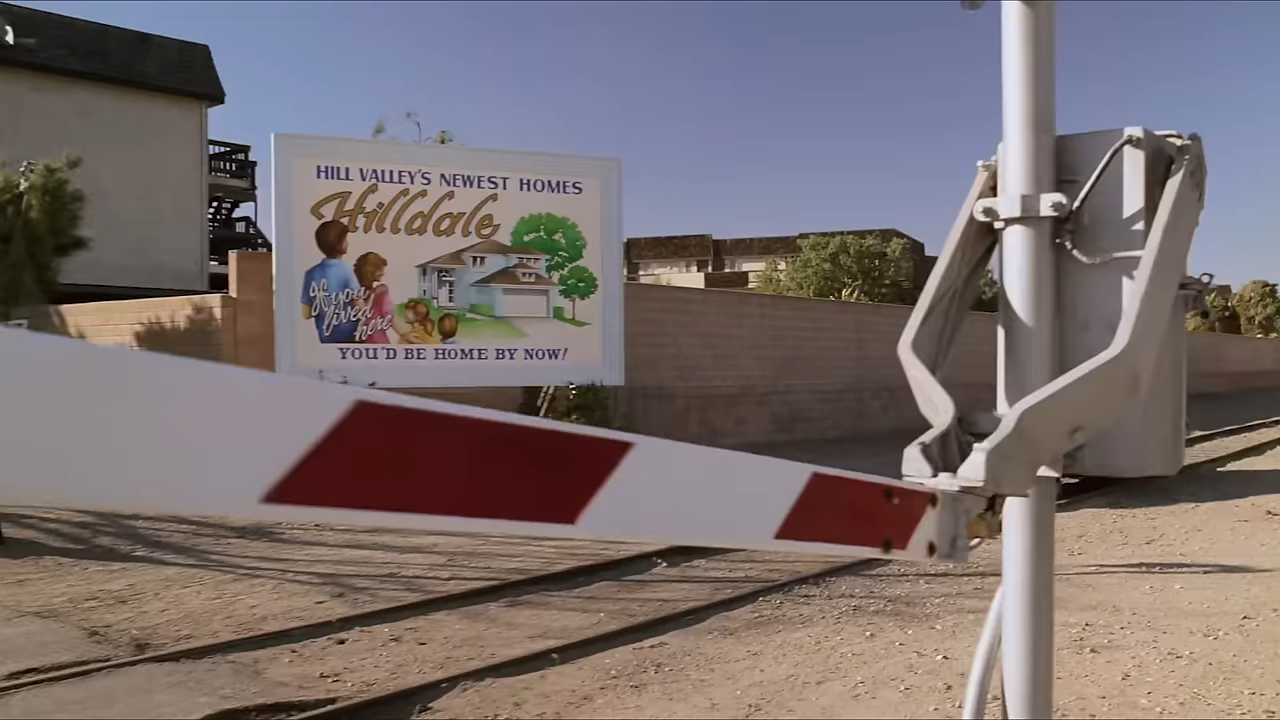 HILL VALLEY'S NEWEST HOMES
Hilldale
If you
lived
here
YOU'D BE HOME BY NOW!